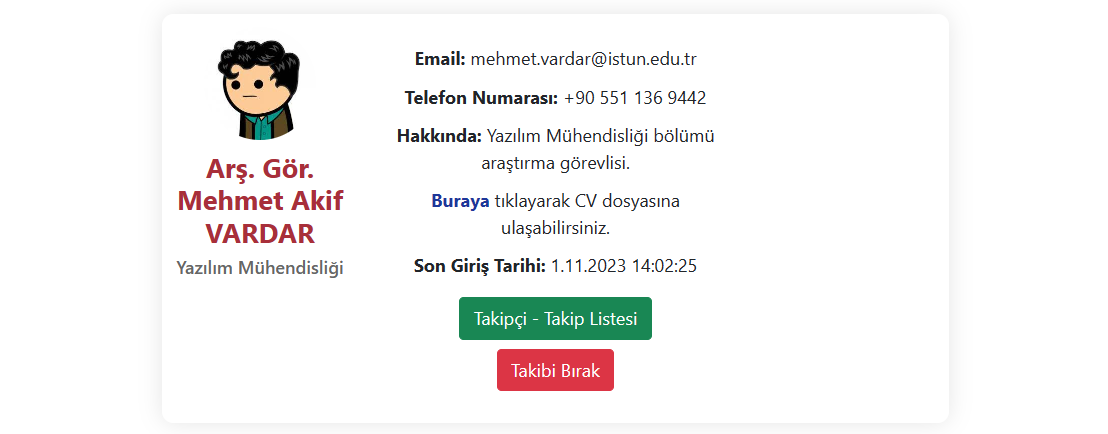 Arş. Gör.
Mehmet Akif
VARDAR
Yazılım Mühendisliği
Email: mehmet.vardar@istun.edu.tr
Telefon Numarası: +90 551 136 9442
Hakkında: Yazılım Mühendisliği bölümü
araştırma görevlisi.
Buraya tıklayarak CV dosyasına
ulaşabilirsiniz.
Son Giriş Tarihi: 1.11.2023 14:02:25
Takipçi - Takip Listesi
Takibi Bırak